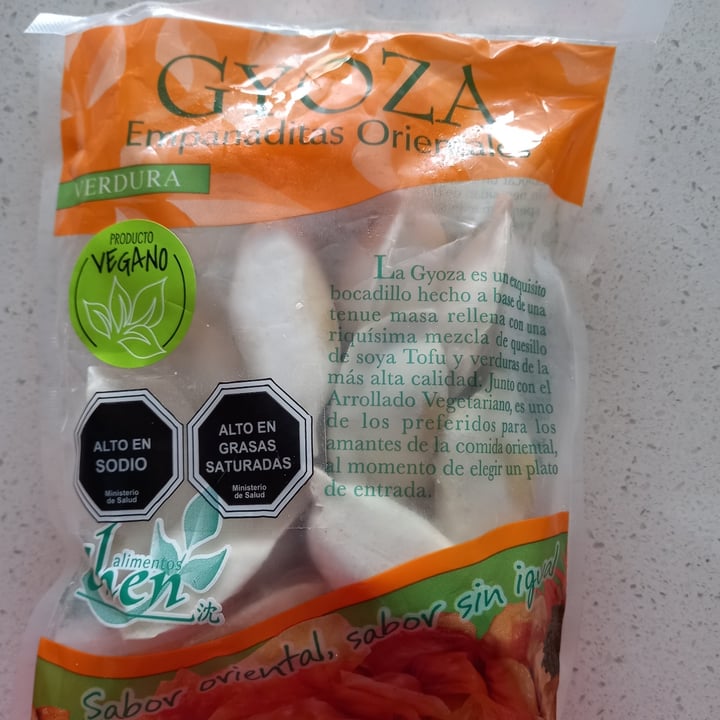 GYOZA
Empanaditas Orientales
VERDURA
PRODUCTO
VEGANO
La Gyoza es un exquisito
bocadillo hecho a base de una
tenue masa rellena con una
riquísima mezcla de quesillo
de soya Tofu y verduras de la
más alta calidad. Junto con el
Arrollado Vegetariano, es uno
de los preferidos para los
amantes de la comida oriental,
al momento de elegir un plato
de entrada.
ALTO EN
SODIO
Ministerio
de Salud
ALTO EN
GRASAS
SATURADAS
Ministerio
de Salud
alimentos
hen
沈
Sabor oriental, sabor sin igual